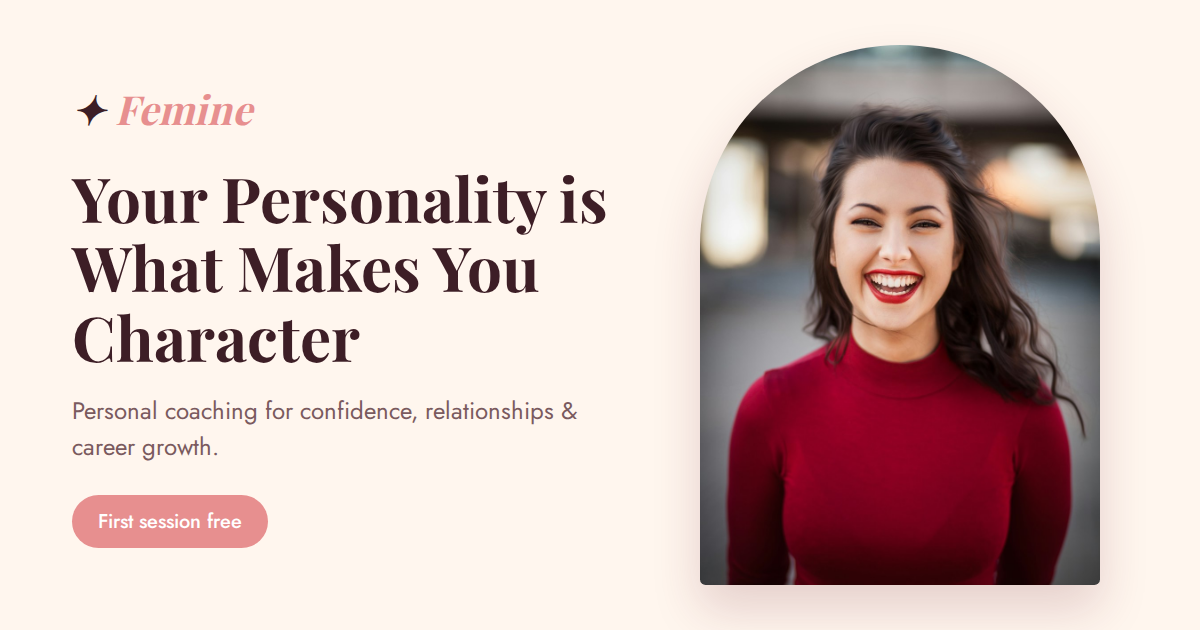 Femine
Your Personality is
What Makes You
Character
Personal coaching for confidence, relationships &
career growth.
First session free